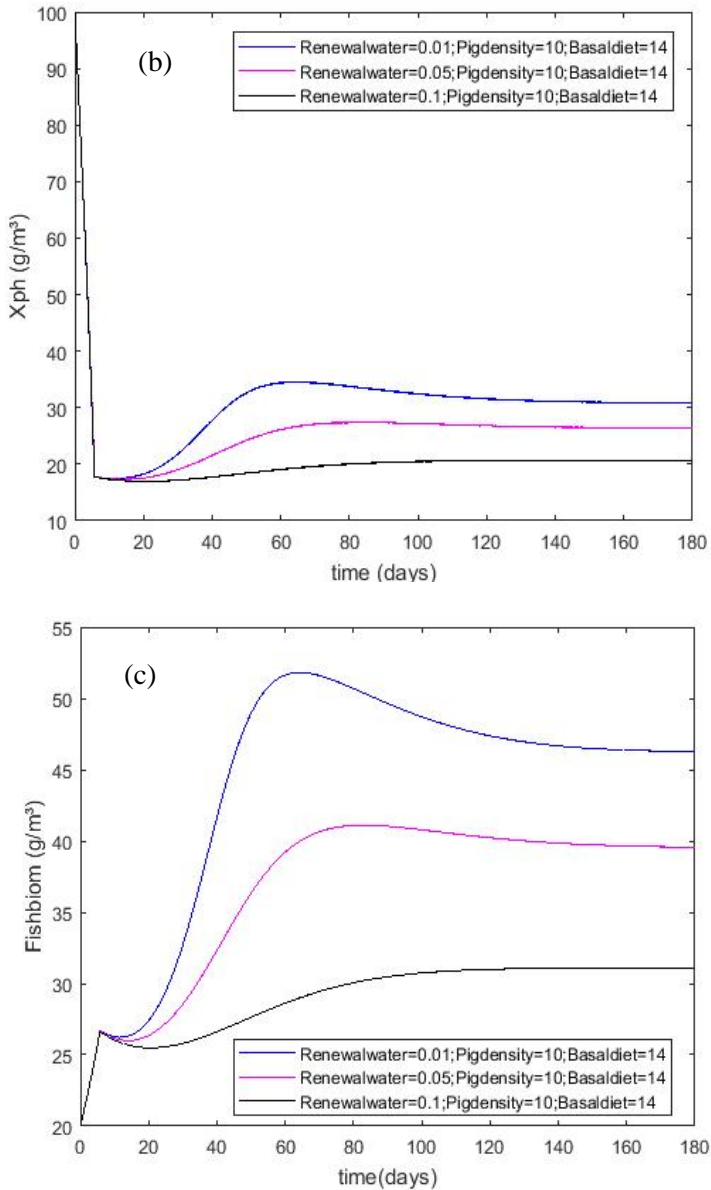 100
90
80
70
60
50
40
30
20
10
Xph (g/m³)
(b)
Renewalwater=0.01;Pigdensity=10;Basaldiet=14
Renewalwater=0.05;Pigdensity=10;Basaldiet=14
Renewalwater=0.1;Pigdensity=10;Basaldiet=14
0 20 40 60 80 100 120 140 160 180
time (days)
55
50
45
40
35
30
25
20
Fishbiom (g/m³)
(c)
Renewalwater=0.01;Pigdensity=10;Basaldiet=14
Renewalwater=0.05;Pigdensity=10;Basaldiet=14
Renewalwater=0.1;Pigdensity=10;Basaldiet=14
0 20 40 60 80 100 120 140 160 180
time(days)